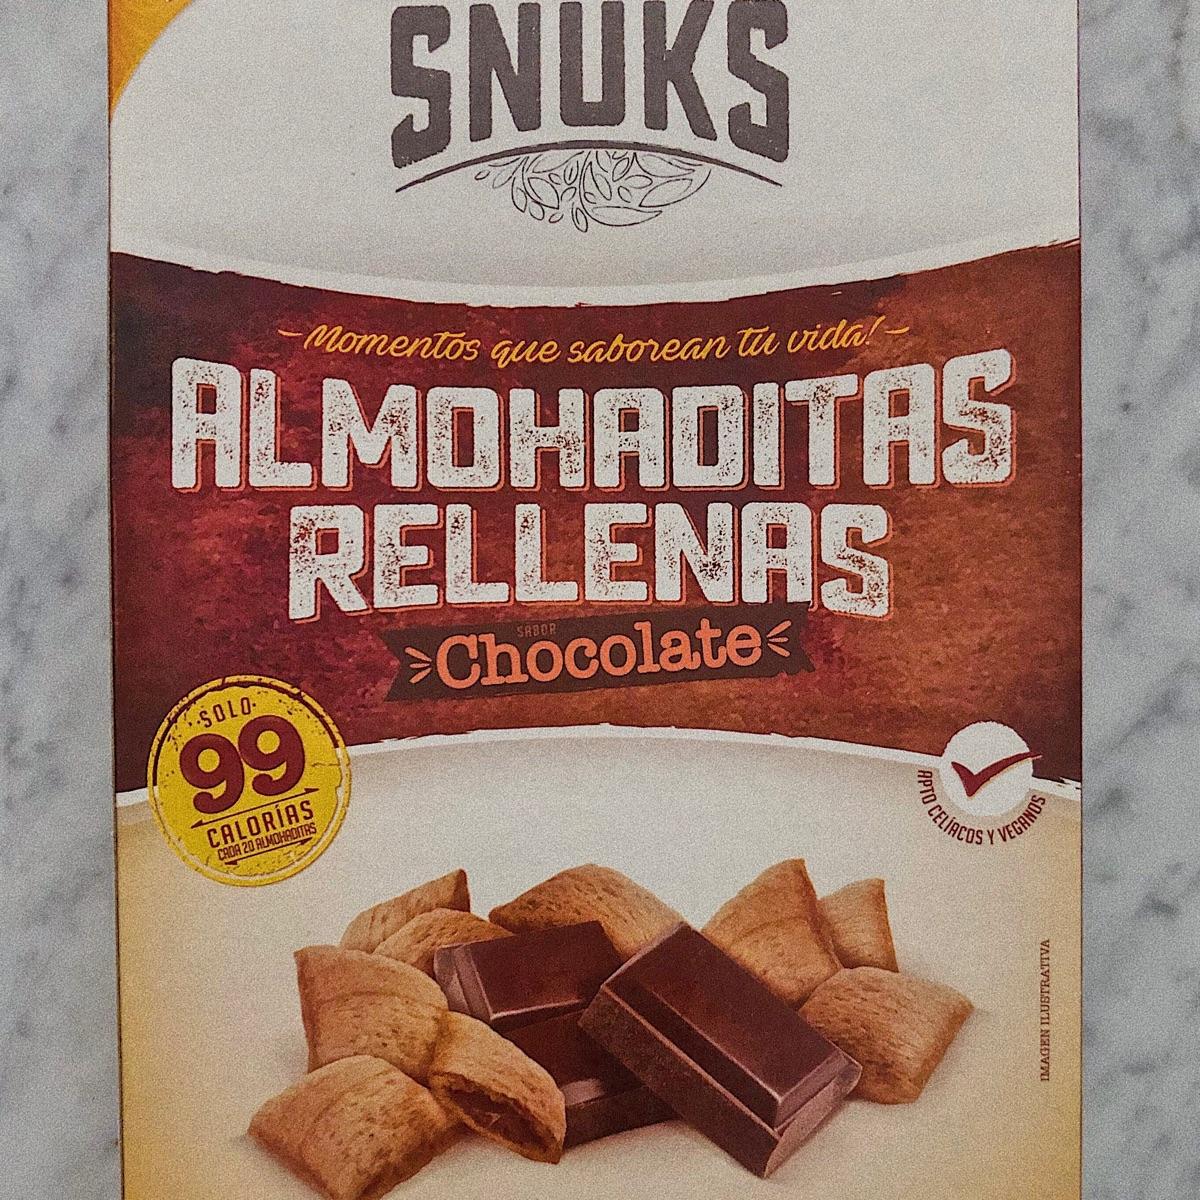 SNUKS
Momentos que saborean tu vida!
ALMOHADITAS
RELLENAS
SABOR
Chocolate
SOLO
99
CALORÍAS
CADA 20 ALMOHADITAS
APTO CELÍACOS Y VEGANOS
IMAGEN ILUSTRATIVA